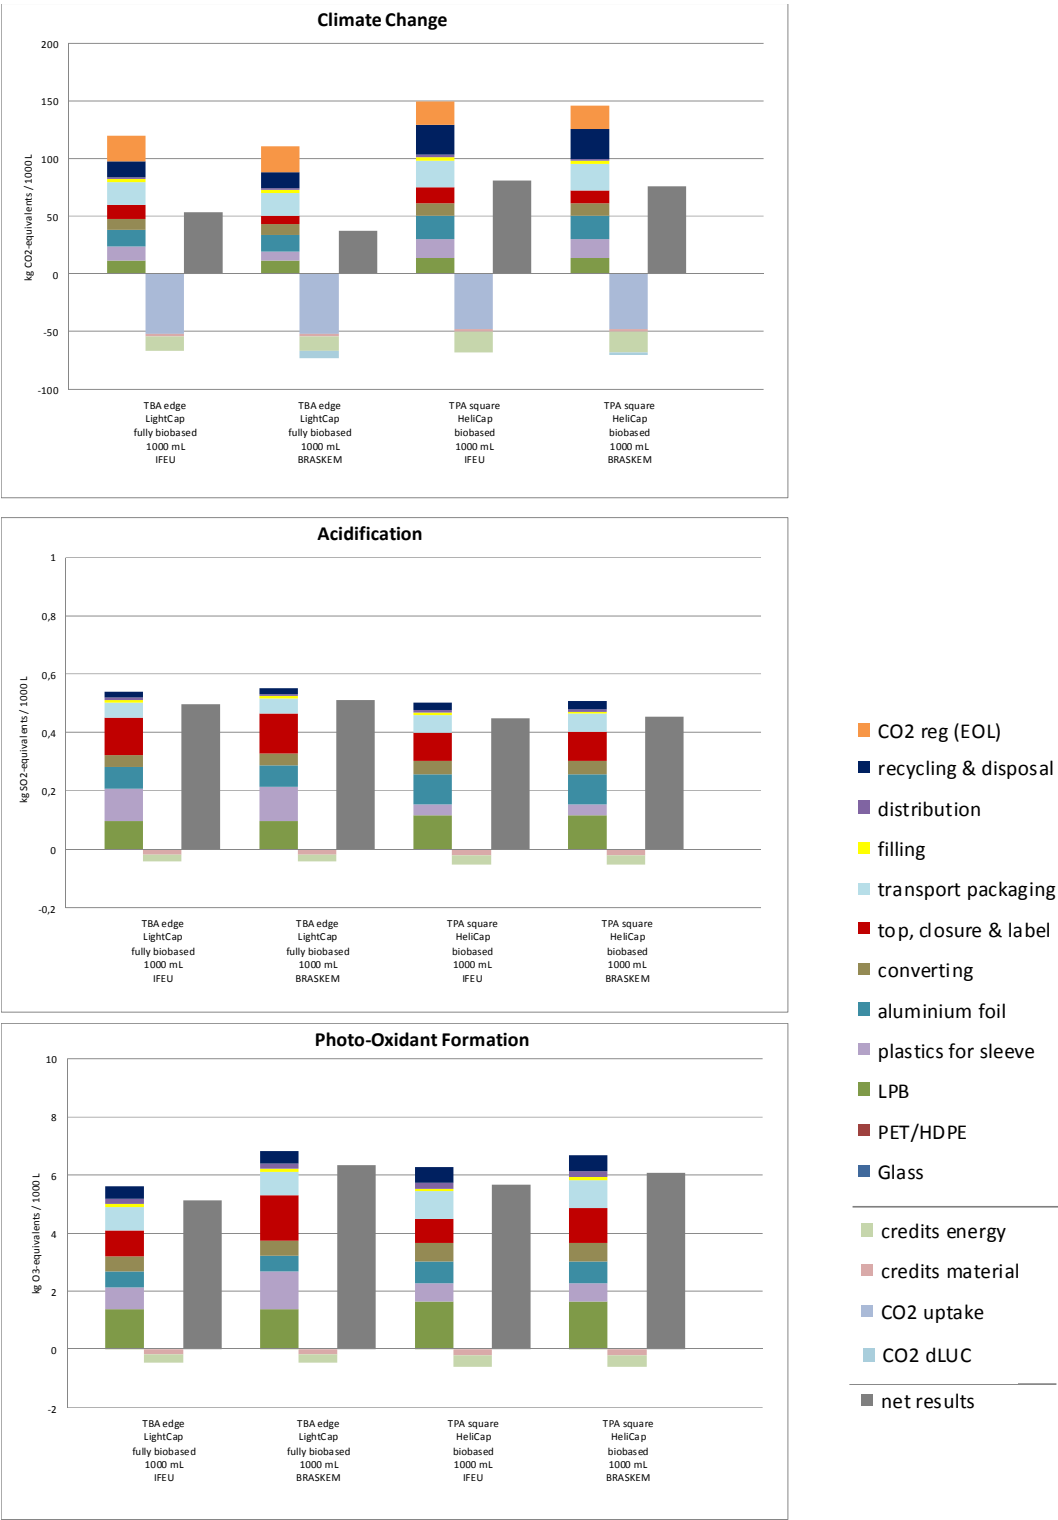 Climate Change
200
150
100
50
0
-50
-100
kg CO2-equivalents / 1000 L
TBA edge
LightCap
fully biobased
1000 mL
IFEU
TBA edge
LightCap
fully biobased
1000 mL
BRASKEM
TPA square
HeliCap
biobased
1000 mL
IFEU
TPA square
HeliCap
biobased
1000 mL
BRASKEM
Acidification
1
0,8
0,6
0,4
0,2
0
-0,2
kg SO2-equivalents / 1000 L
TBA edge
LightCap
fully biobased
1000 mL
IFEU
TBA edge
LightCap
fully biobased
1000 mL
BRASKEM
TPA square
HeliCap
biobased
1000 mL
IFEU
TPA square
HeliCap
biobased
1000 mL
BRASKEM
Photo-Oxidant Formation
10
8
6
4
2
0
-2
kg O3-equivalents / 1000 L
TBA edge
LightCap
fully biobased
1000 mL
IFEU
TBA edge
LightCap
fully biobased
1000 mL
BRASKEM
TPA square
HeliCap
biobased
1000 mL
IFEU
TPA square
HeliCap
biobased
1000 mL
BRASKEM
CO2 reg (EOL)
recycling & disposal
distribution
filling
transport packaging
top, closure & label
converting
aluminium foil
plastics for sleeve
LPB
PET/HDPE
Glass
credits energy
credits material
CO2 uptake
CO2 dLUC
net results